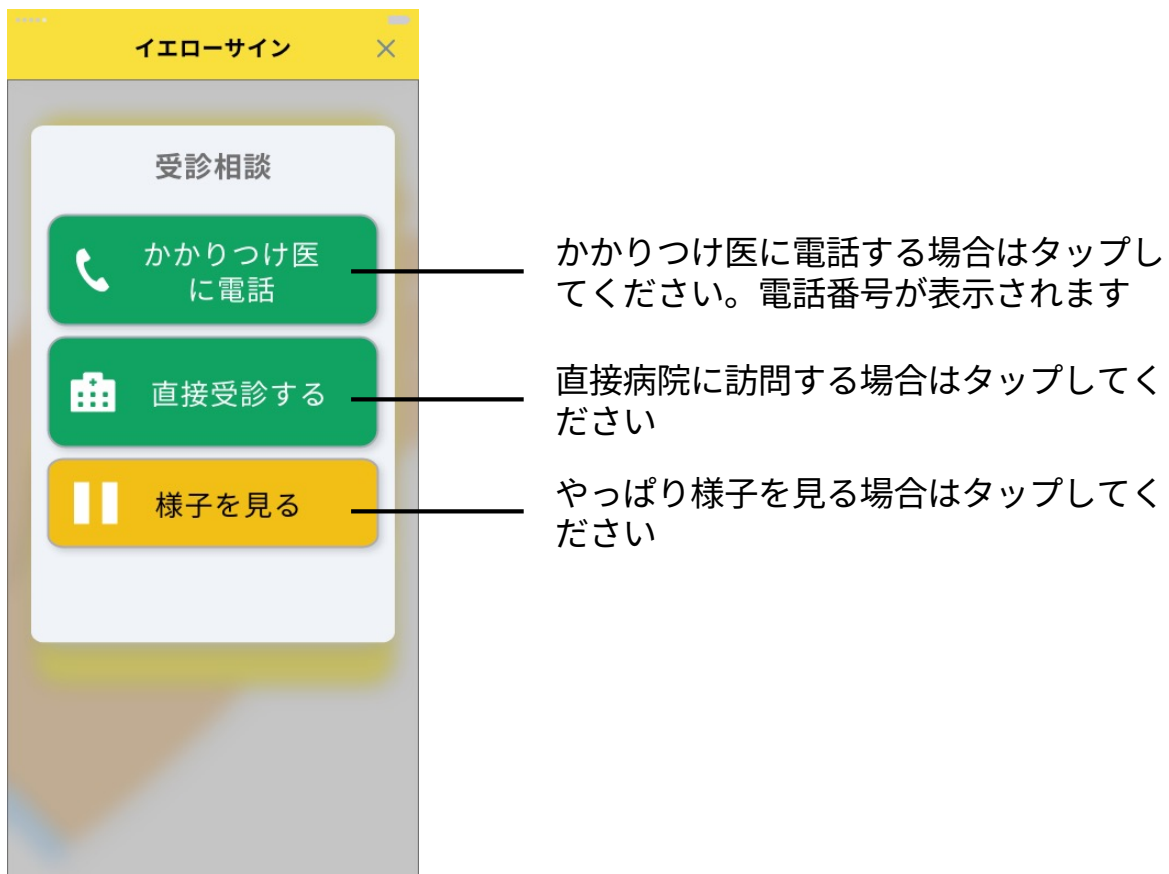 イエローサイン
受診相談
かかりつけ医
に電話
直接受診する
様子を見る
かかりつけ医に電話する場合はタップし
てください。電話番号が表示されます
直接病院に訪問する場合はタップしてく
ださい
やっぱり様子を見る場合はタップしてく
ださい